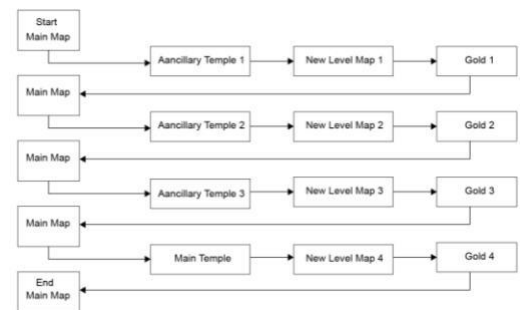 Start
Main Map
Aancillary Temple 1
New Level Map 1
Gold 1
Main Map
Aancillary Temple 2
New Level Map 2
Gold 2
Main Map
Aancillary Temple 3
New Level Map 3
Gold 3
Main Map
Main Temple
New Level Map 4
Gold 4
End
Main Map